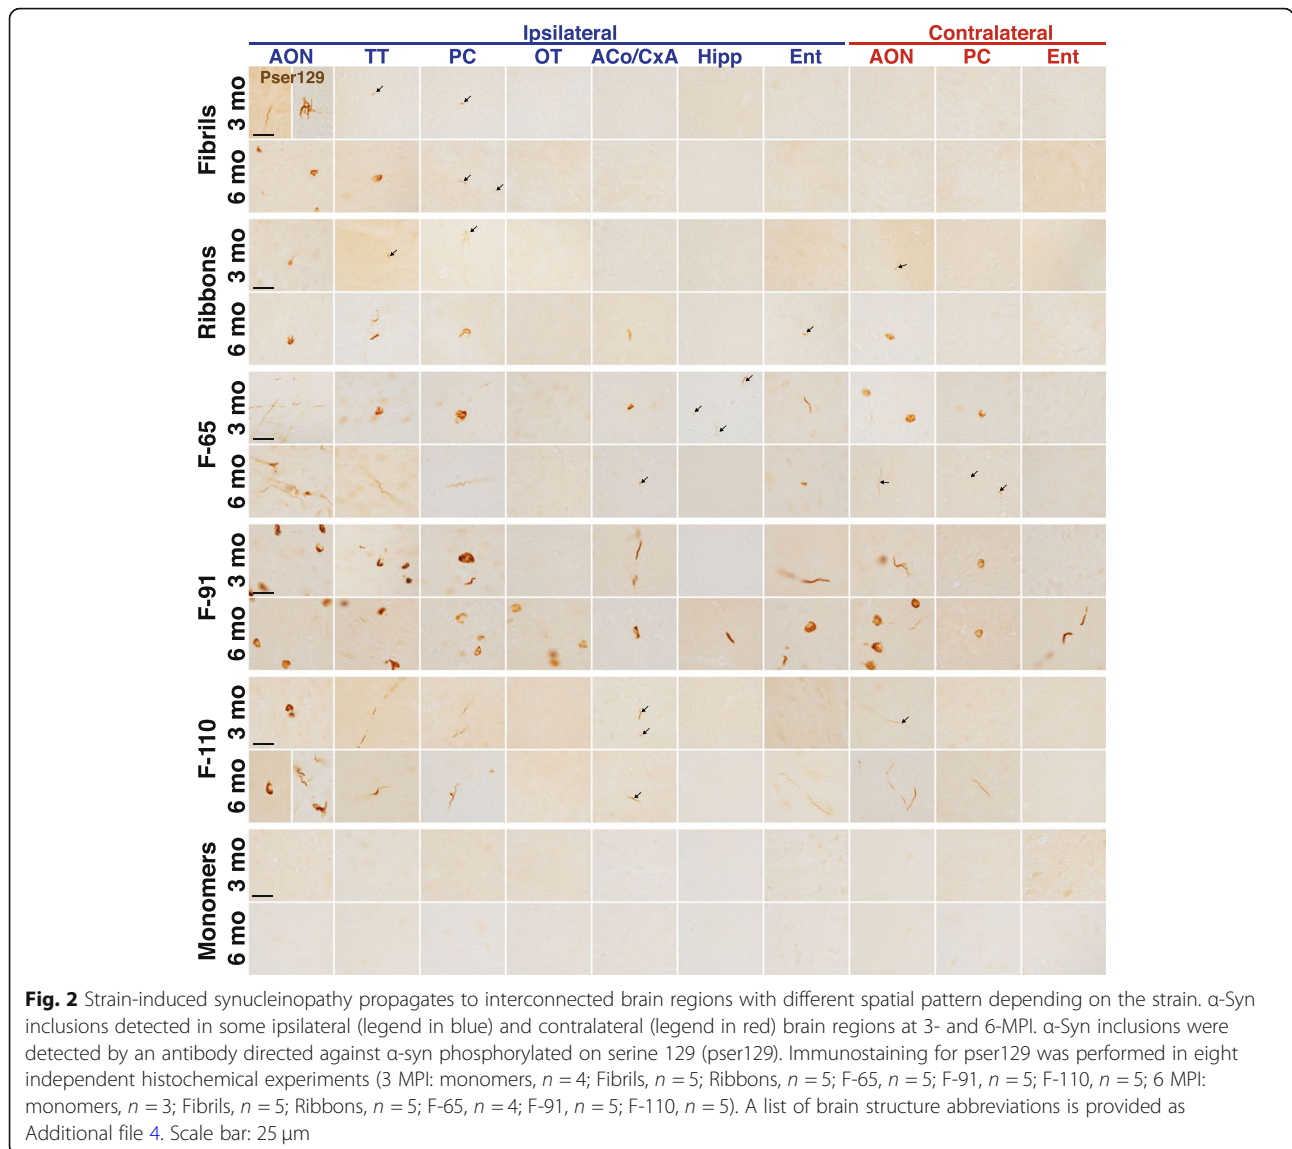 Ipsilateral Contralateral
AON TT PC OT ACo/CxA Hipp Ent AON PC Ent
Pser129
Fibrils
3 mo
6 mo
Ribbons
3 mo
6 mo
F-65
3 mo
6 mo
F-91
3 mo
6 mo
F-110
3 mo
6 mo
Monomers
3 mo
6 mo
Fig. 2 Strain-induced synucleinopathy propagates to interconnected brain regions with different spatial pattern depending on the strain. α-Syn
inclusions detected in some ipsilateral (legend in blue) and contralateral (legend in red) brain regions at 3- and 6-MPI. α-Syn inclusions were
detected by an antibody directed against α-syn phosphorylated on serine 129 (pser129). Immunostaining for pser129 was performed in eight
independent histochemical experiments (3 MPI: monomers, n = 4; Fibrils, n = 5; Ribbons, n = 5; F-65, n = 5; F-91, n = 5; F-110, n = 5; 6 MPI:
monomers, n = 3; Fibrils, n = 5; Ribbons, n = 5; F-65, n = 4; F-91, n = 5; F-110, n = 5). A list of brain structure abbreviations is provided as
Additional file 4. Scale bar: 25 μm